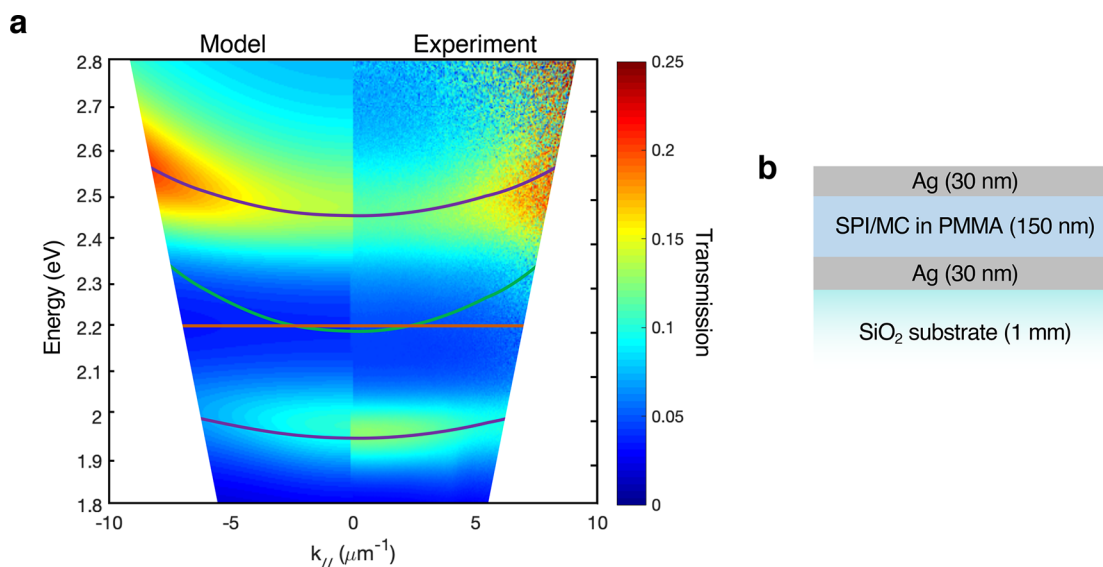 a
Model Experiment
2.8
2.7
2.6
2.5
2.4
2.3
2.2
2.1
2
1.9
1.8
Energy (eV)
-10 -5 0 5 10
k// (μm⁻¹)
0.25
0.2
0.15
0.1
0.05
0
Transmission
b
Ag (30 nm)
SPI/MC in PMMA (150 nm)
Ag (30 nm)
SiO₂ substrate (1 mm)